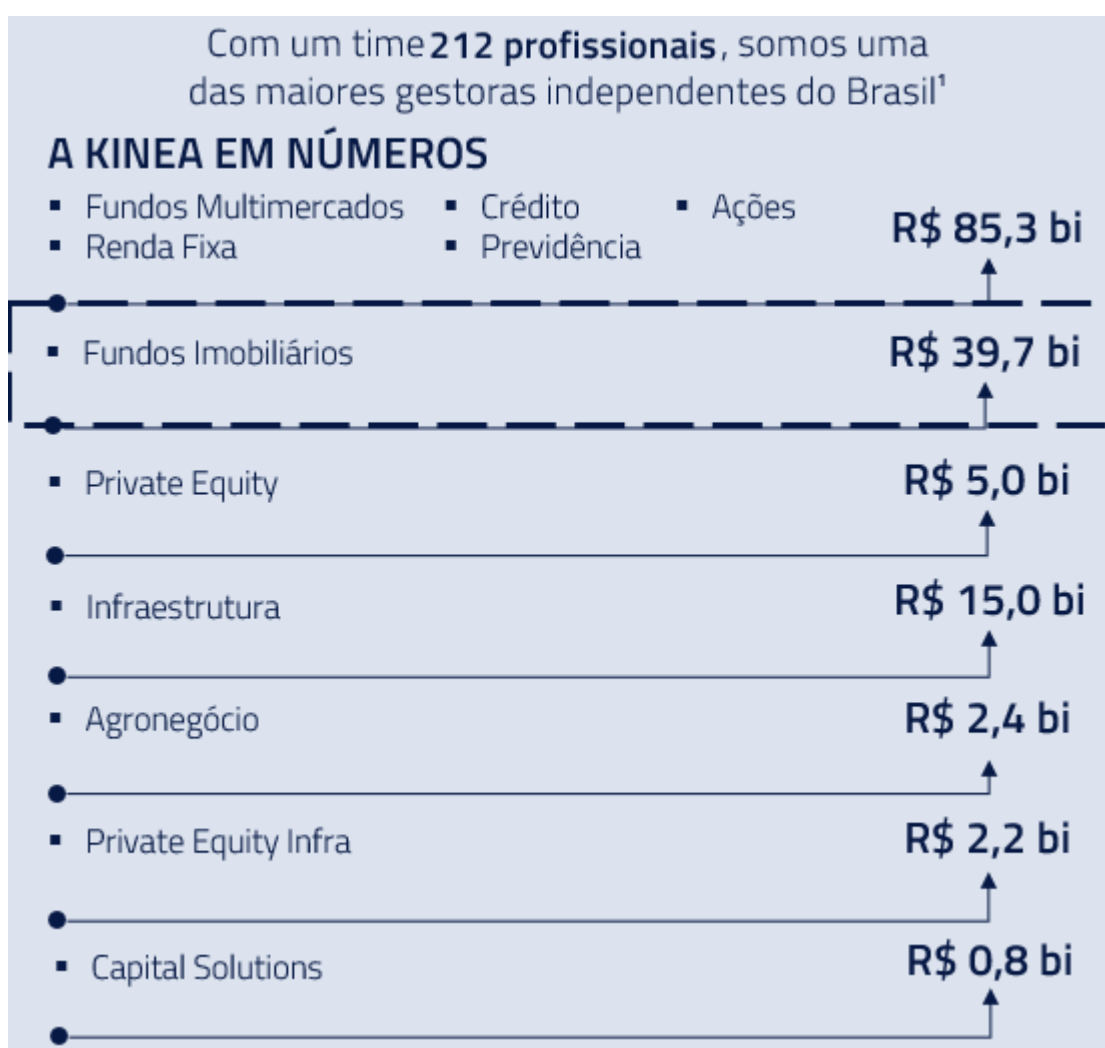 Com um time 212 profissionais, somos uma
das maiores gestoras independentes do Brasil¹
A KINEA EM NÚMEROS
▪ Fundos Multimercados ▪ Crédito ▪ Ações
▪ Renda Fixa ▪ Previdência
R$ 85,3 bi
▪ Fundos Imobiliários R$ 39,7 bi
▪ Private Equity R$ 5,0 bi
▪ Infraestrutura R$ 15,0 bi
▪ Agronegócio R$ 2,4 bi
▪ Private Equity Infra R$ 2,2 bi
▪ Capital Solutions R$ 0,8 bi